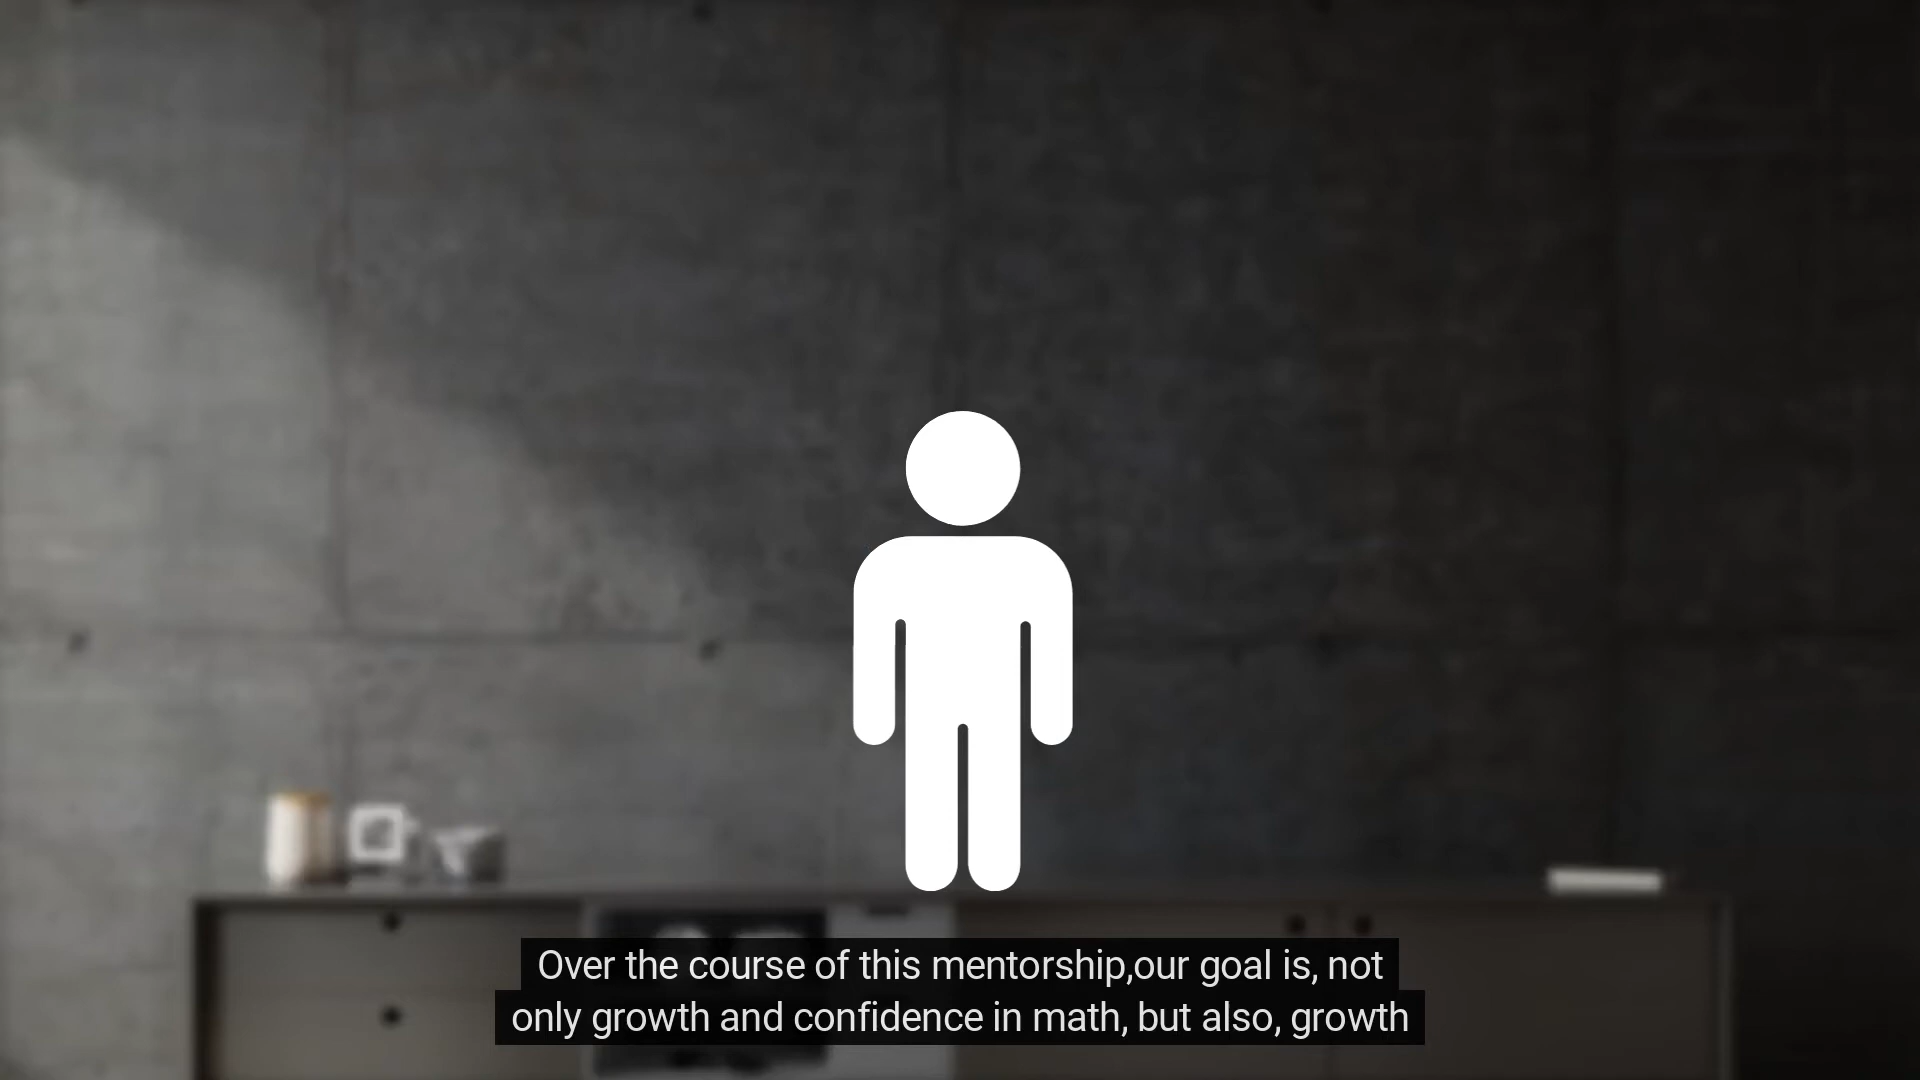 Over the course of this mentorship,our goal is, not
only growth and confidence in math, but also, growth